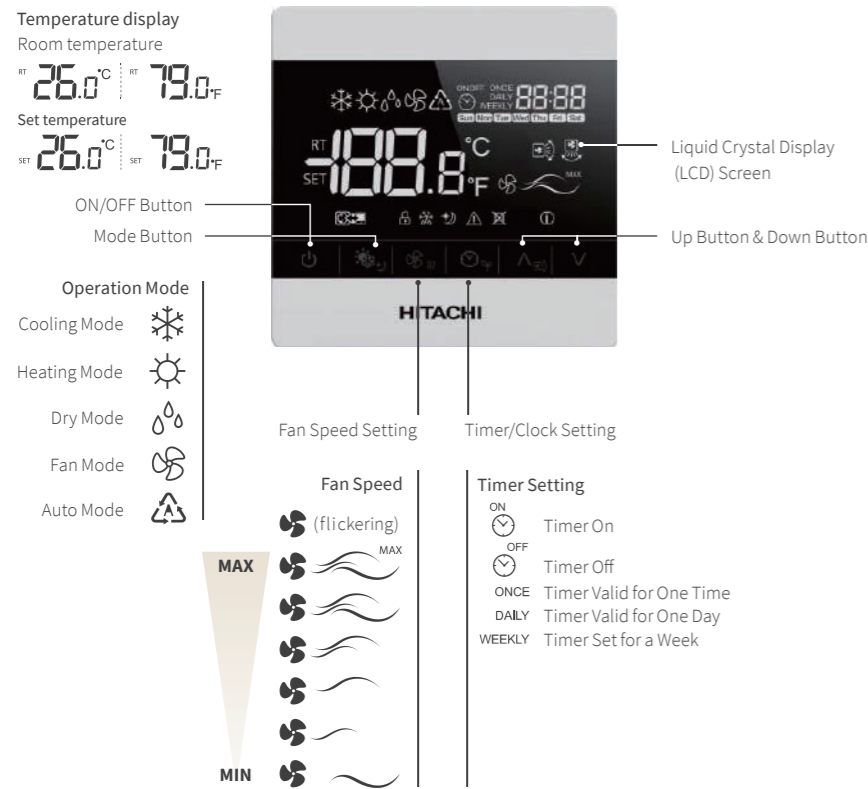 Temperature display
Room temperature
RT 26.0°C RT 79.0°F
Set temperature
SET 26.0°C SET 79.0°F
ON/OFF Button
Mode Button
ONOFF ONCE
DAILY
WEEKLY 88:88
Sun Mon Tue Wed Thu Fri Sat
RT
SET
-188.8 °C °F
MAX
HITACHI
Liquid Crystal Display
(LCD) Screen
Up Button & Down Button
Operation Mode
Cooling Mode
Heating Mode
Dry Mode
Fan Mode
Auto Mode
Fan Speed Setting
Timer/Clock Setting
Fan Speed
(flickering)
MAX
MAX
MIN
Timer Setting
ON
Timer On
OFF
Timer Off
ONCE Timer Valid for One Time
DAILY Timer Valid for One Day
WEEKLY Timer Set for a Week